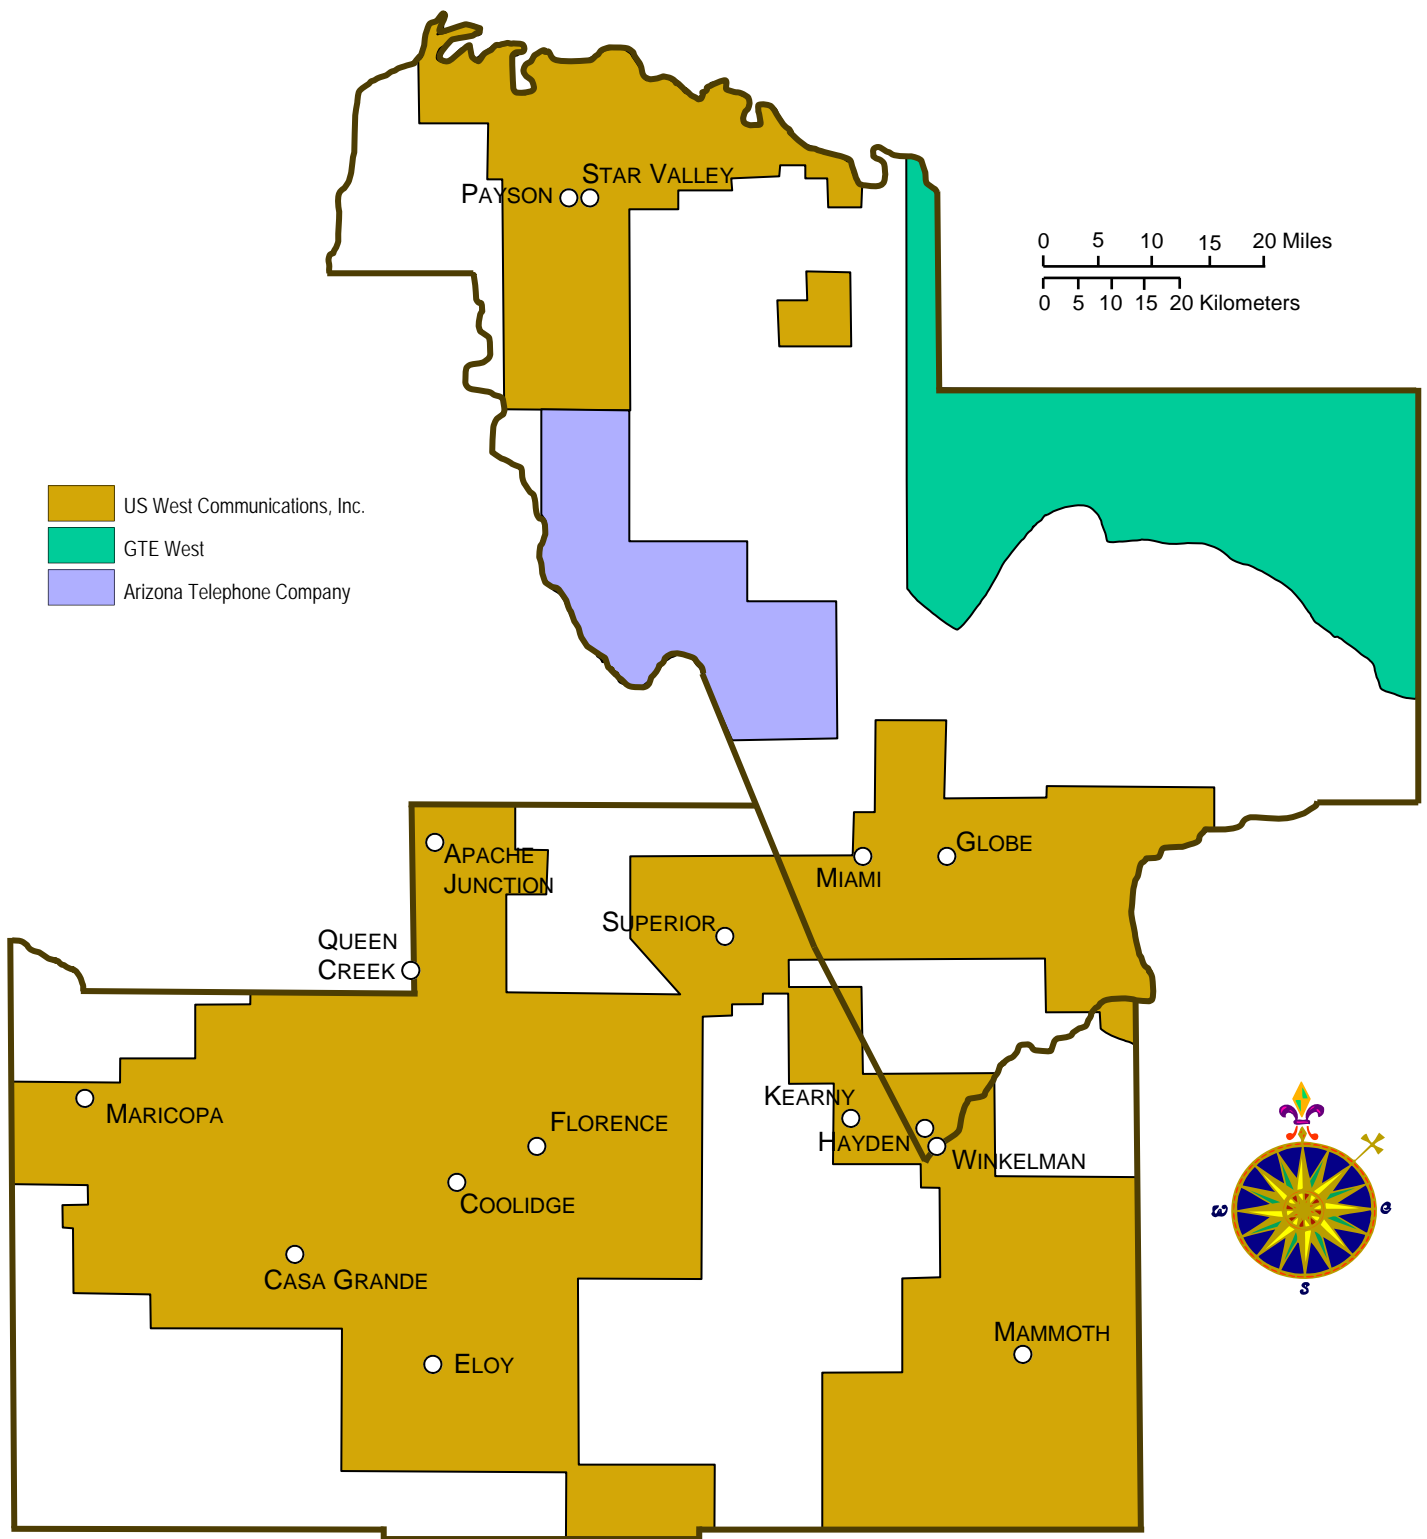 STAR VALLEY
PAYSON
0 5 10 15 20 Miles
0 5 10 15 20 Kilometers
US West Communications, Inc.
GTE West
Arizona Telephone Company
APACHE
JUNCTION
GLOBE
MIAMI
SUPERIOR
QUEEN
CREEK
KEARNY
MARICOPA
FLORENCE
HAYDEN
WINKELMAN
COOLIDGE
CASA GRANDE
MAMMOTH
ELOY
w
e
s